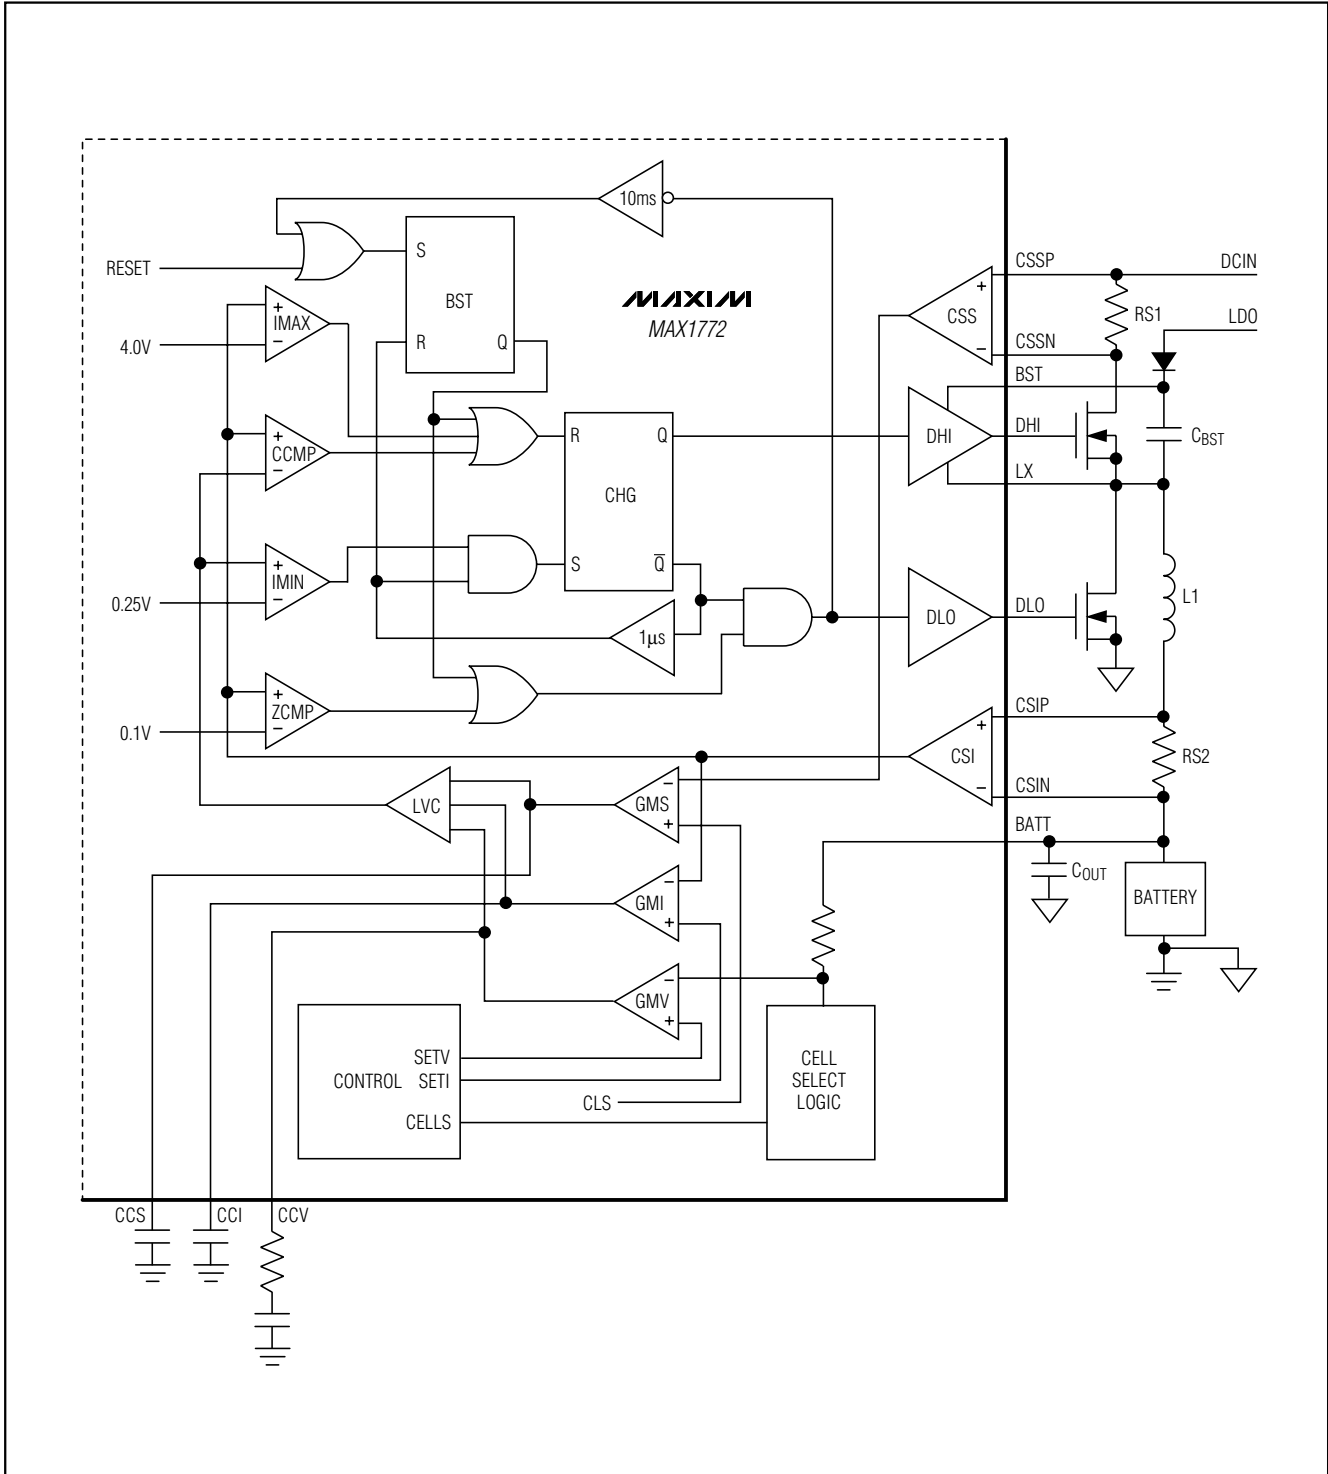 10ms
S
BST
R
Q
RESET
+
IMAX
−
4.0V
MAXIM
MAX1772
CSSP
DCIN
+
CSS
−
RS1
LDO
CSSN
BST
+
CCMP
−
R
Q
CHG
S
Q̅
DHI
DHI
CBST
LX
+
IMIN
−
0.25V
1µs
DLO
DLO
L1
+
ZCMP
−
0.1V
CSIP
+
CSI
−
RS2
CSIN
LVC
−
GMS
+
BATT
COUT
BATTERY
−
GMI
+
−
GMV
+
SETV
CONTROL SETI
CELLS
CLS
CELL
SELECT
LOGIC
CCS
CCI
CCV